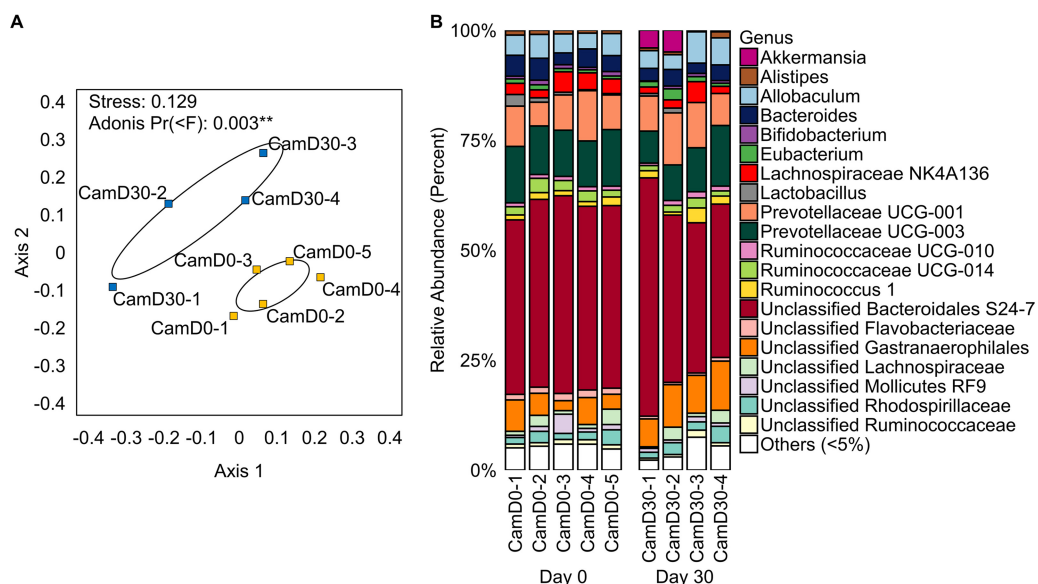 A
Stress: 0.129
Adonis Pr(<F): 0.003**
0.4
0.3
0.2
0.1
0
-0.1
-0.2
-0.3
-0.4
Axis 2
CamD30-3
CamD30-2
CamD30-4
CamD0-3
CamD0-5
CamD0-4
CamD30-1
CamD0-2
CamD0-1
-0.4 -0.3 -0.2 -0.1 0 0.1 0.2 0.3 0.4
Axis 1
B
Relative Abundance (Percent)
100%
75%
50%
25%
0%
CamD0-1
CamD0-2
CamD0-3
CamD0-4
CamD0-5
CamD30-1
CamD30-2
CamD30-3
CamD30-4
Day 0
Day 30
Genus
Akkermansia
Alistipes
Allobaculum
Bacteroides
Bifidobacterium
Eubacterium
Lachnospiraceae NK4A136
Lactobacillus
Prevotellaceae UCG-001
Prevotellaceae UCG-003
Ruminococcaceae UCG-010
Ruminococcaceae UCG-014
Ruminococcus 1
Unclassified Bacteroidales S24-7
Unclassified Flavobacteriaceae
Unclassified Gastranaerophilales
Unclassified Lachnospiraceae
Unclassified Mollicutes RF9
Unclassified Rhodospirillaceae
Unclassified Ruminococcaceae
Others (<5%)